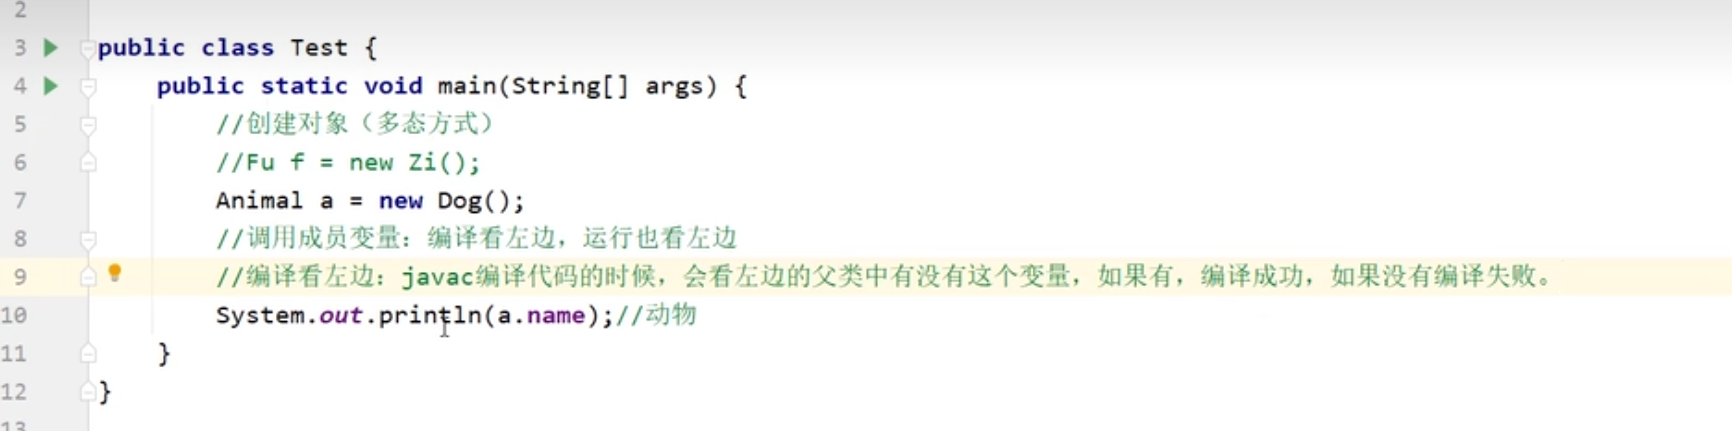 2
3 public class Test {
4 public static void main(String[] args) {
5 //创建对象（多态方式）
6 //Fu f = new Zi();
7 Animal a = new Dog();
8 //调用成员变量：编译看左边，运行也看左边
9 //编译看左边：javac编译代码的时候，会看左边的父类中有没有这个变量，如果有，编译成功，如果没有编译失败。
10 System.out.println(a.name);//动物
11 }
12 }
13